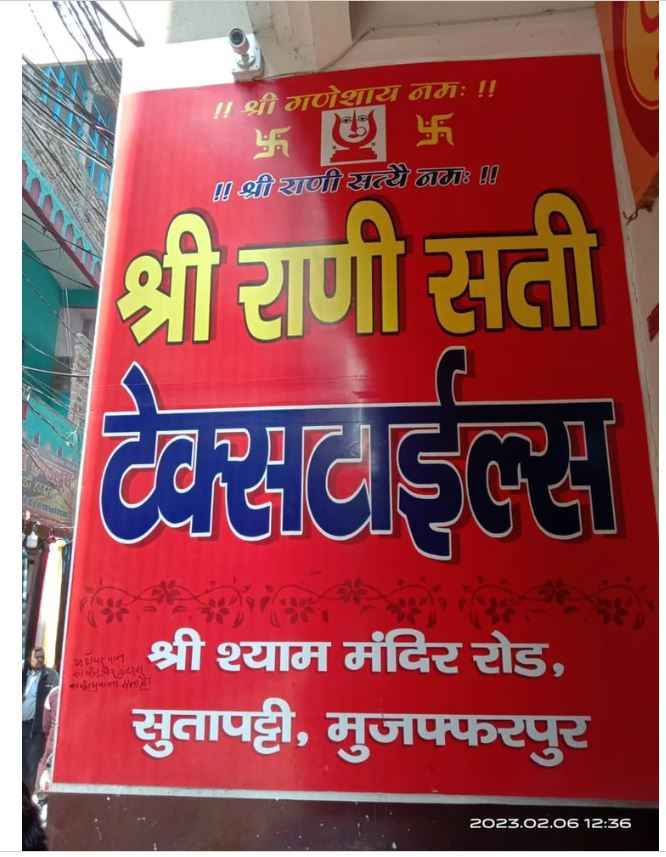 !! श्री गणेशाय नमः !!
!! श्री राणी सत्यै नमः !!
श्री राणी सती
टेक्सटाईल्स
श्री श्याम मंदिर रोड,
सुतापट्टी, मुजफ्फरपुर
2023.02.06 12:36